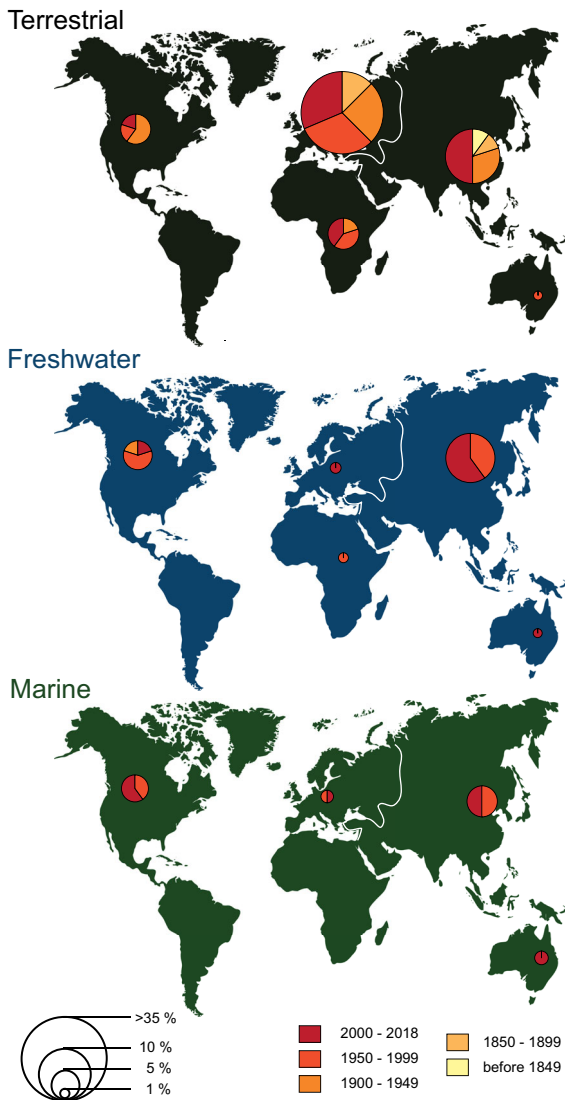 Terrestrial
Freshwater
Marine
>35 %
10 %
5 %
1 %
2000 - 2018
1950 - 1999
1900 - 1949
1850 - 1899
before 1849